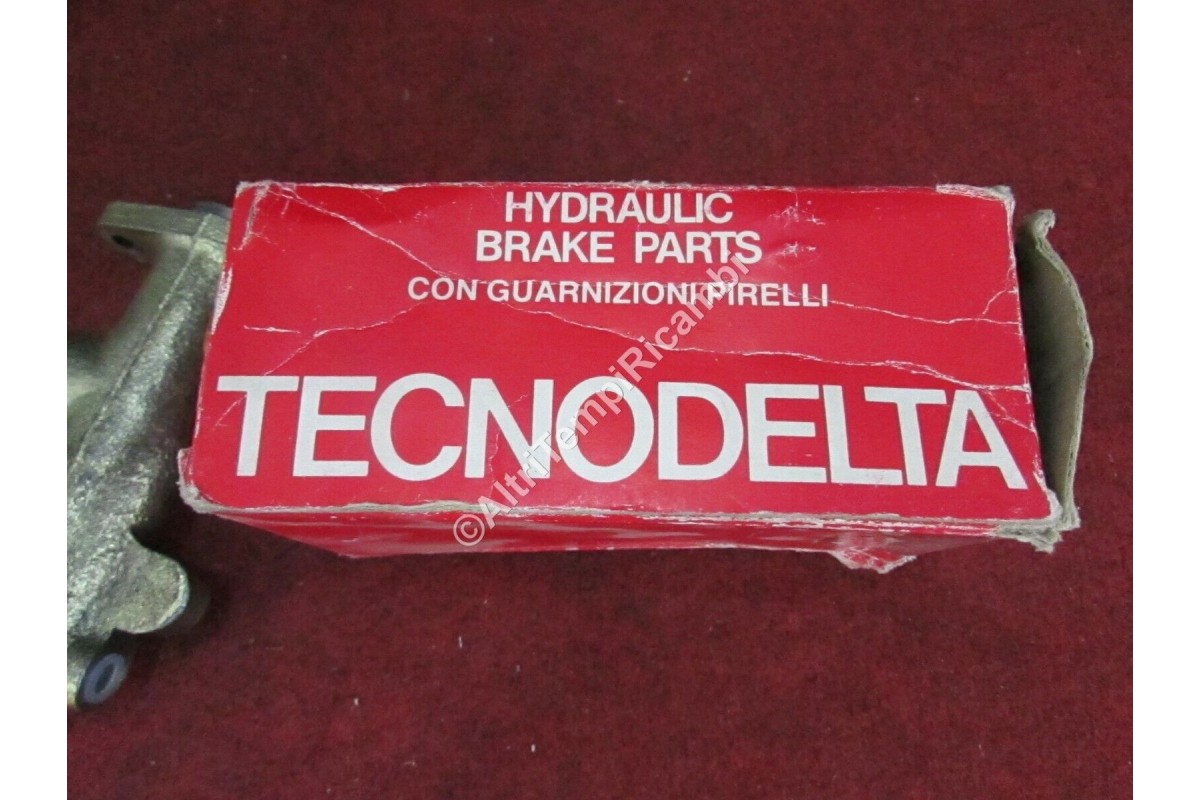 HYDRAULIC
BRAKE PARTS
CON GUARNIZIONI PIRELLI
TECNODELTA
©AltriTempiRicambi